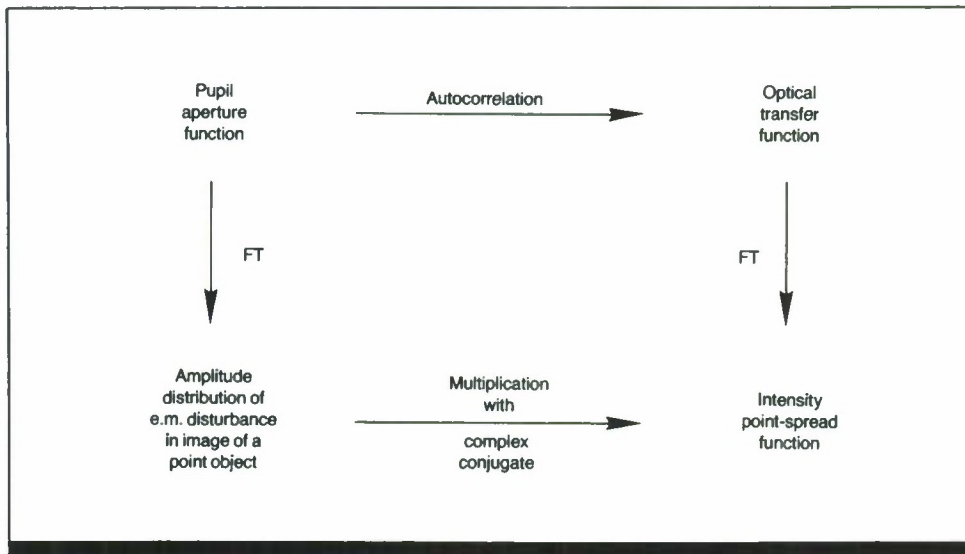 Pupil
aperture
function
Autocorrelation
Optical
transfer
function
FT
FT
Amplitude
distribution of
e.m. disturbance
in image of a
point object
Multiplication
with
complex
conjugate
Intensity
point-spread
function